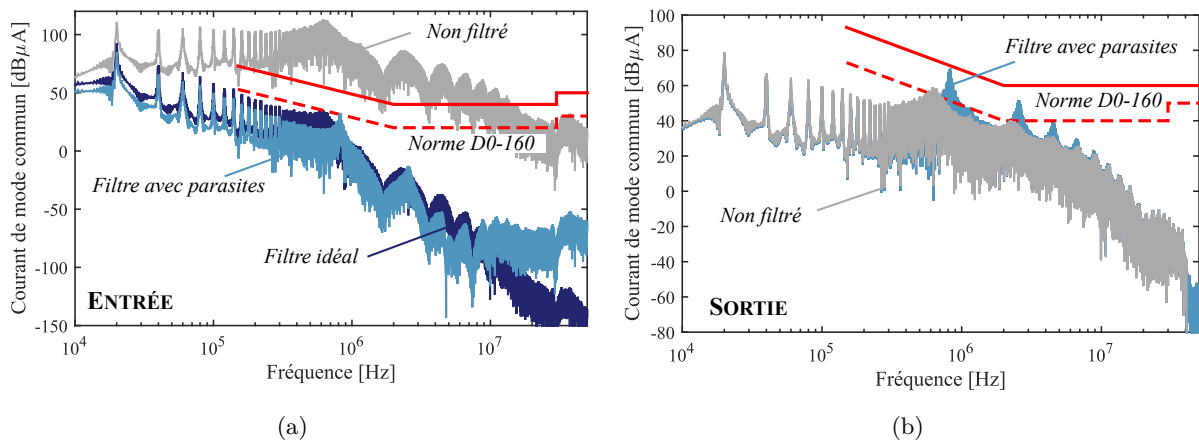 Courant de mode commun [dBµA]
100
50
0
-50
-100
-150
Non filtré
Norme D0-160
Filtre avec parasites
Filtre idéal
ENTRÉE
10^4
10^5
10^6
10^7
Fréquence [Hz]
(a)
Courant de mode commun [dBµA]
100
80
60
40
20
0
-20
-40
-60
-80
Filtre avec parasites
Norme D0-160
Non filtré
SORTIE
10^4
10^5
10^6
10^7
Fréquence [Hz]
(b)